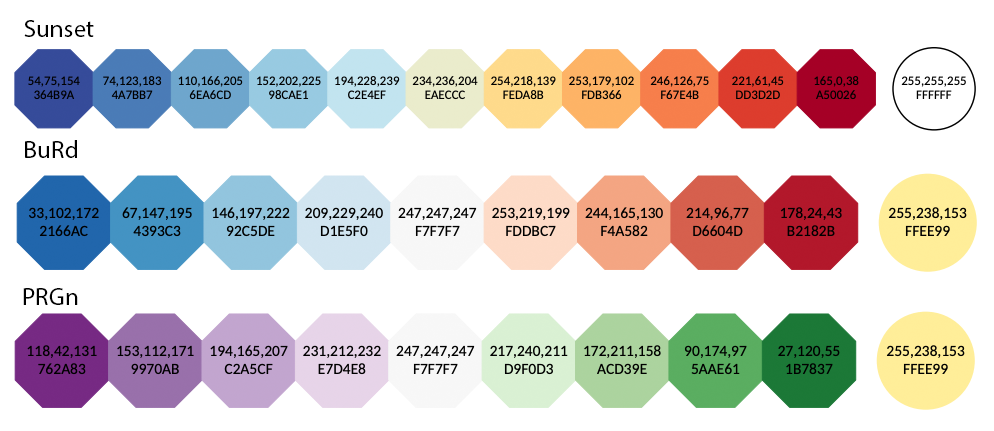 Sunset
54,75,154 74,123,183 110,166,205 152,202,225 194,228,239 234,236,204 254,218,139 253,179,102 246,126,75 221,61,45 165,0,38 255,255,255
364B9A 4A7BB7 6EA6CD 98CAE1 C2E4EF EAECCC FEDA8B FDB366 F67E4B DD3D2D A50026 FFFFFF
BuRd
33,102,172 67,147,195 146,197,222 209,229,240 247,247,247 253,219,199 244,165,130 214,96,77 178,24,43 255,238,153
2166AC 4393C3 92C5DE D1E5F0 F7F7F7 FDDBC7 F4A582 D6604D B2182B FFEE99
PRGn
118,42,131 153,112,171 194,165,207 231,212,232 247,247,247 217,240,211 172,211,158 90,174,97 27,120,55 255,238,153
762A83 9970AB C2A5CF E7D4E8 F7F7F7 D9F0D3 ACD39E 5AAE61 1B7837 FFEE99